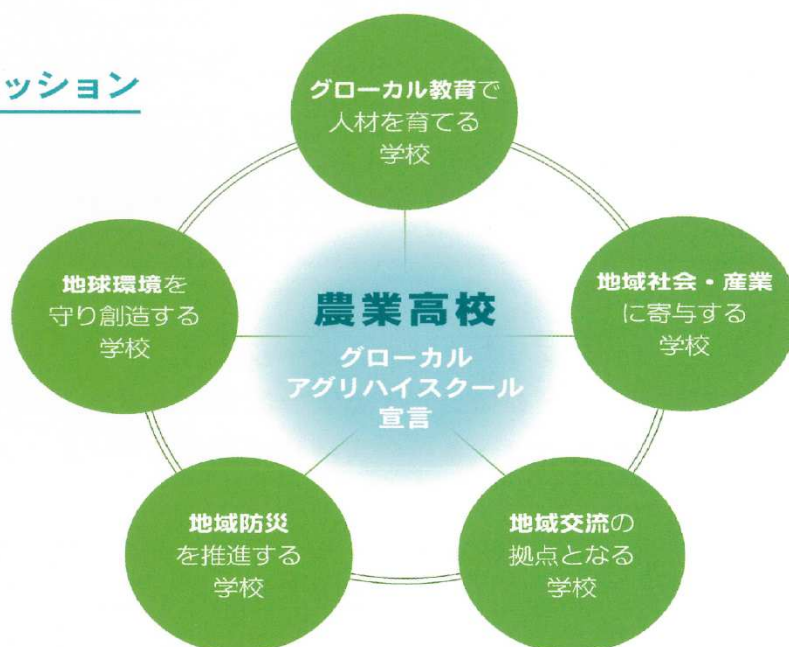 ッション
グローカル教育で
人材を育てる
学校
地球環境を
守り創造する
学校
農業高校
グローカル
アグリハイスクール
宣言
地域社会・産業
に寄与する
学校
地域防災
を推進する
学校
地域交流の
拠点となる
学校